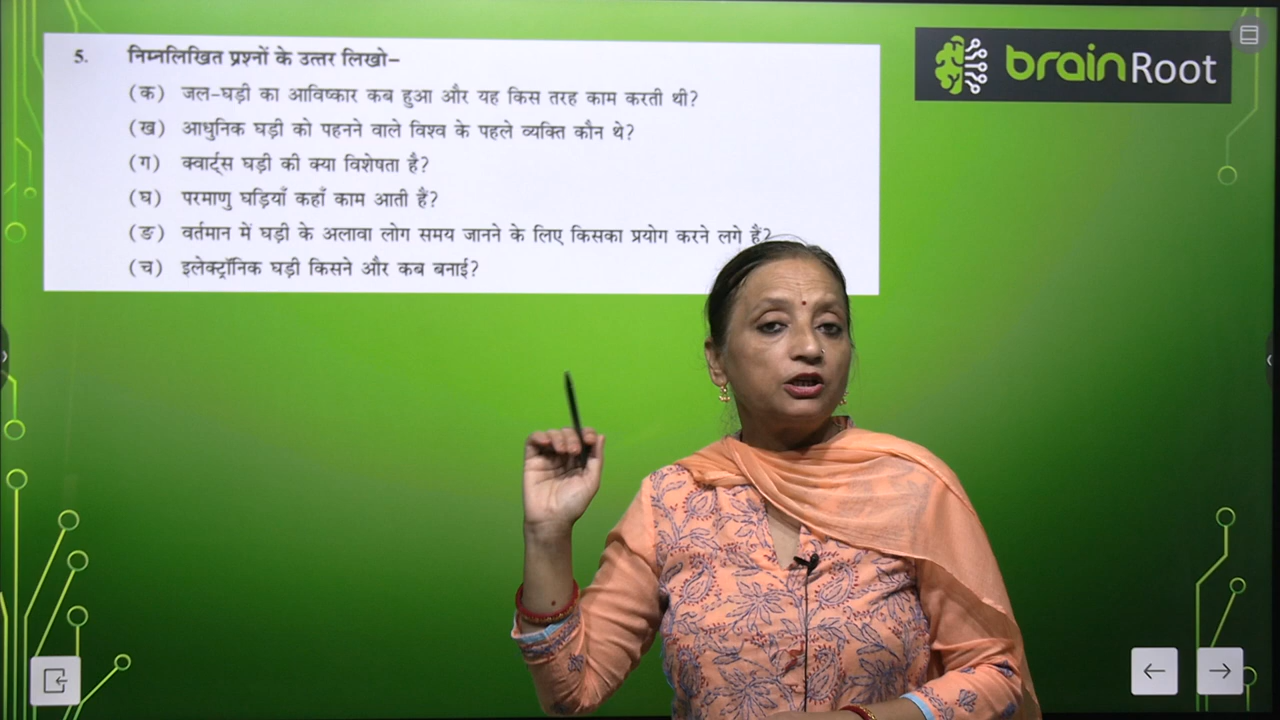 5. निम्नलिखित प्रश्नों के उत्तर लिखो–
(क) जल-घड़ी का आविष्कार कब हुआ और यह किस तरह काम करती थी?
(ख) आधुनिक घड़ी को पहनने वाले विश्व के पहले व्यक्ति कौन थे?
(ग) क्वार्ट्स घड़ी की क्या विशेषता है?
(घ) परमाणु घड़ियाँ कहाँ काम आती हैं?
(ङ) वर्तमान में घड़ी के अलावा लोग समय जानने के लिए किसका प्रयोग करने लगे हैं?
(च) इलेक्ट्रॉनिक घड़ी किसने और कब बनाई?
brainRoot